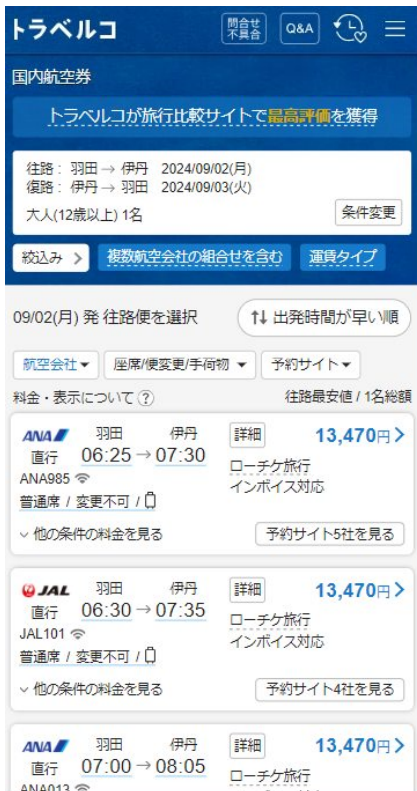 トラベルコ 問合せ 不具合 Q&A
国内航空券
トラベルコが旅行比較サイトで最高評価を獲得
往路： 羽田 → 伊丹 2024/09/02(月)
復路： 伊丹 → 羽田 2024/09/03(火)
大人(12歳以上) 1名 条件変更
絞込み 複数航空会社の組合せを含む 運賃タイプ
09/02(月) 発 往路便を選択 ↑↓ 出発時間が早い順
航空会社▼ 座席/便変更/手荷物 ▼ 予約サイト▼
料金・表示について ? 往路最安値 / 1名総額
ANA 羽田 伊丹 詳細 13,470円
直行 06:25 → 07:30 ローチケ旅行
ANA985 インボイス対応
普通席 / 変更不可 /
他の条件の料金を見る 予約サイト5社を見る
JAL 羽田 伊丹 詳細 13,470円
直行 06:30 → 07:35 ローチケ旅行
JAL101 インボイス対応
普通席 / 変更不可 /
他の条件の料金を見る 予約サイト4社を見る
ANA 羽田 伊丹 詳細 13,470円
直行 07:00 → 08:05 ローチケ旅行
ANA013